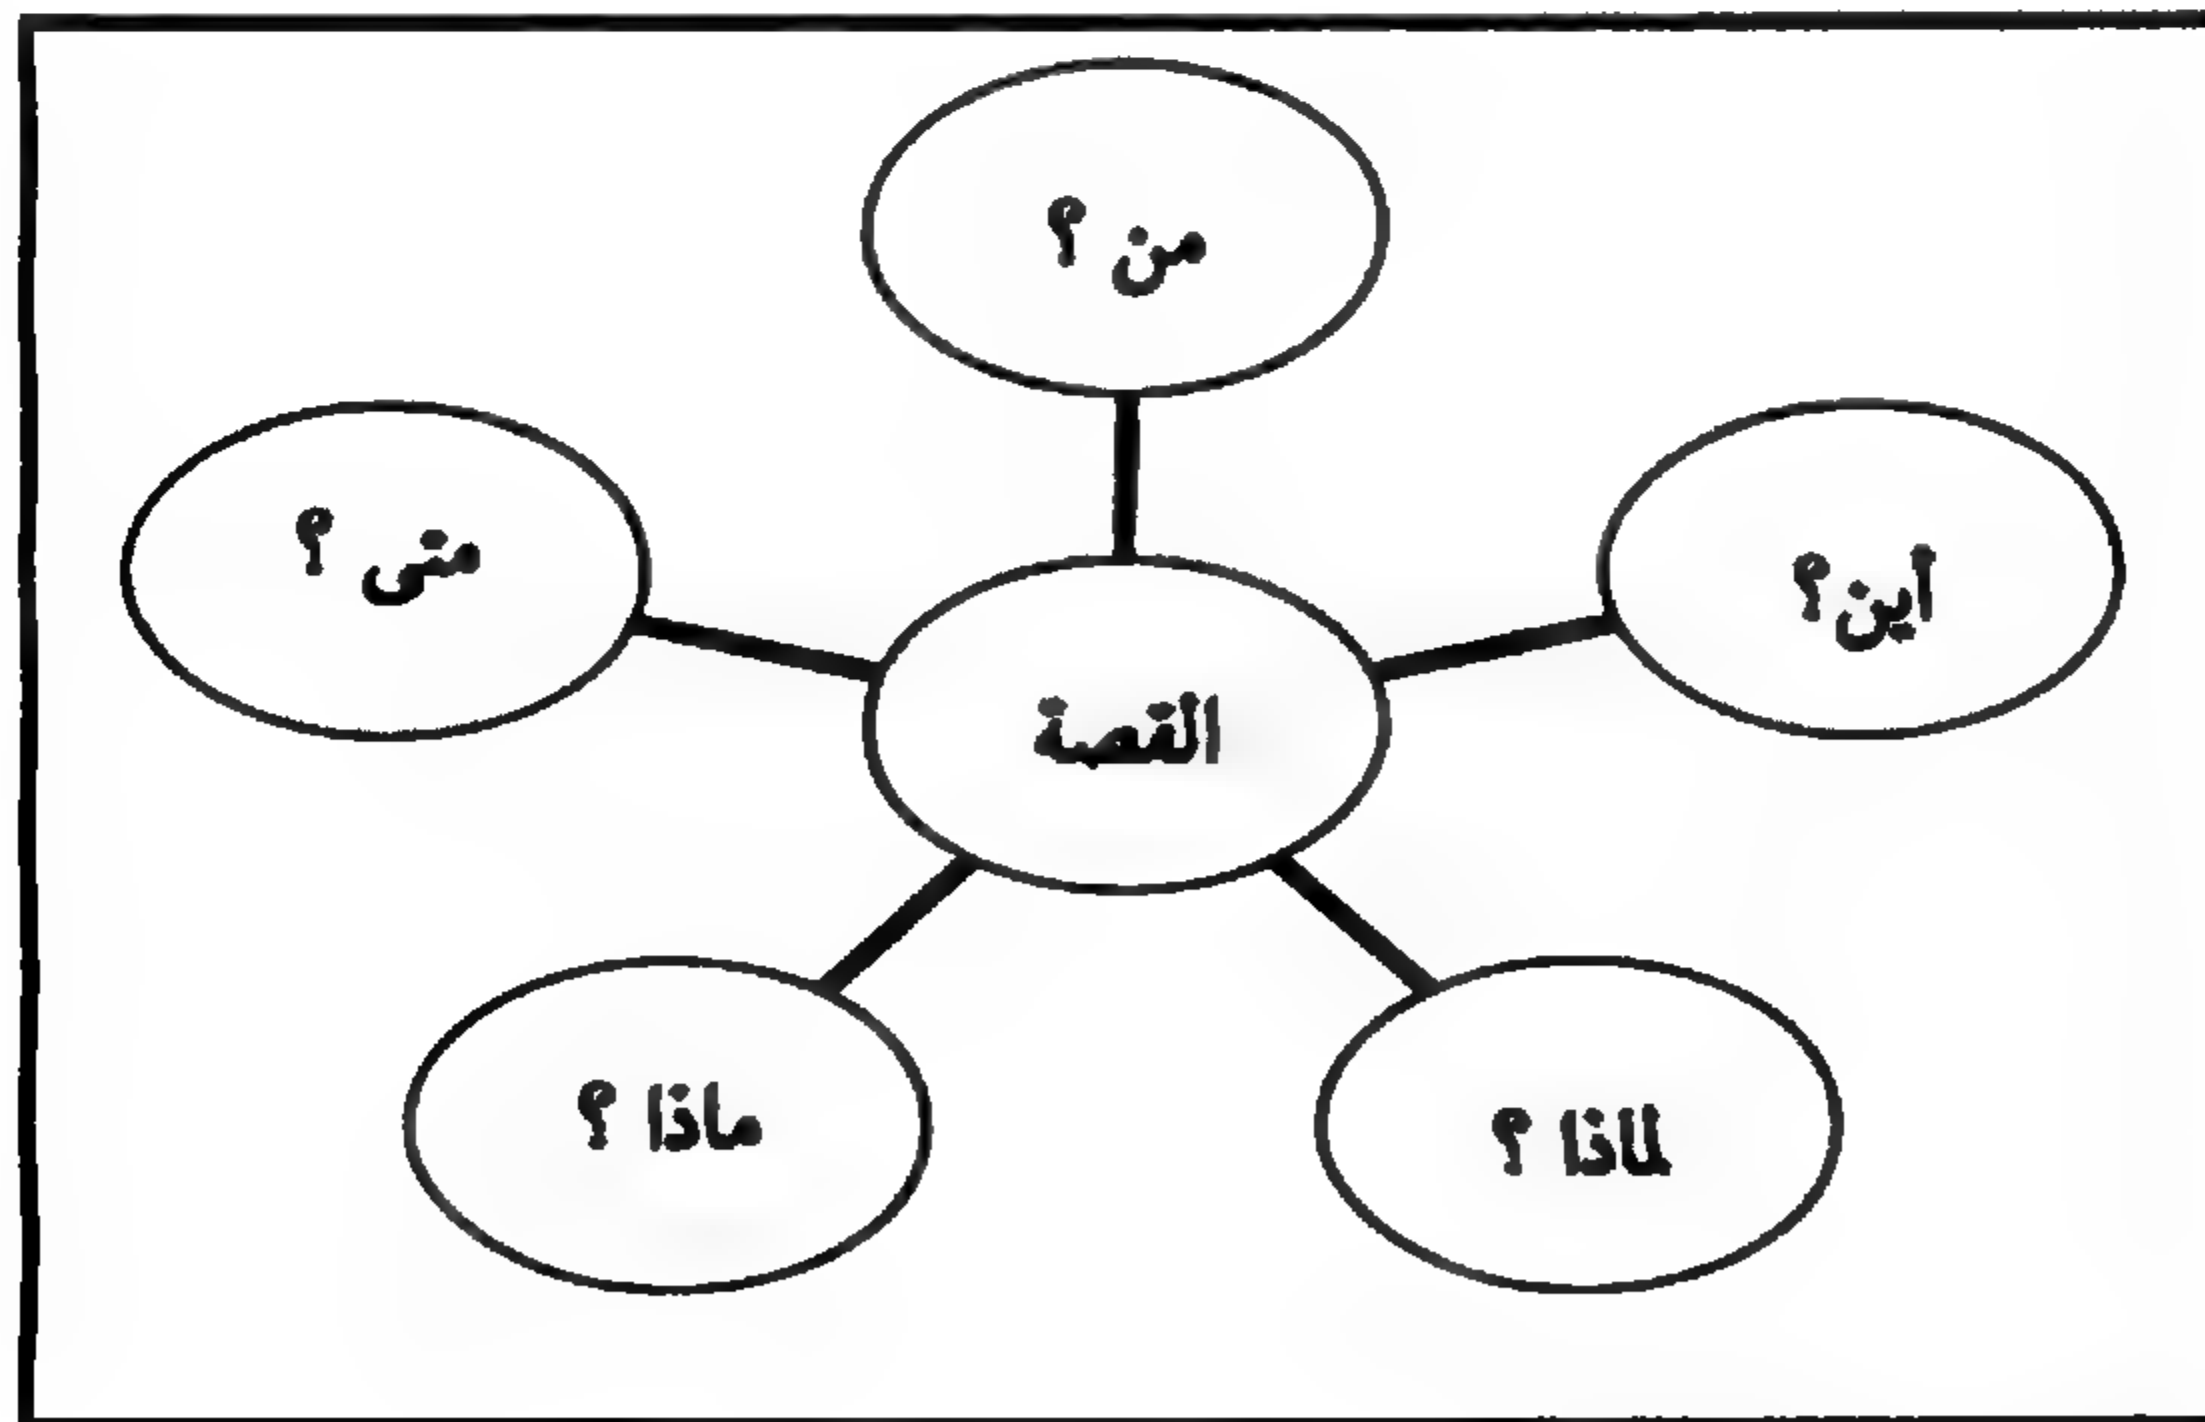 من ؟
أين ؟
متى ؟
القصة
لماذا ؟
ماذا ؟